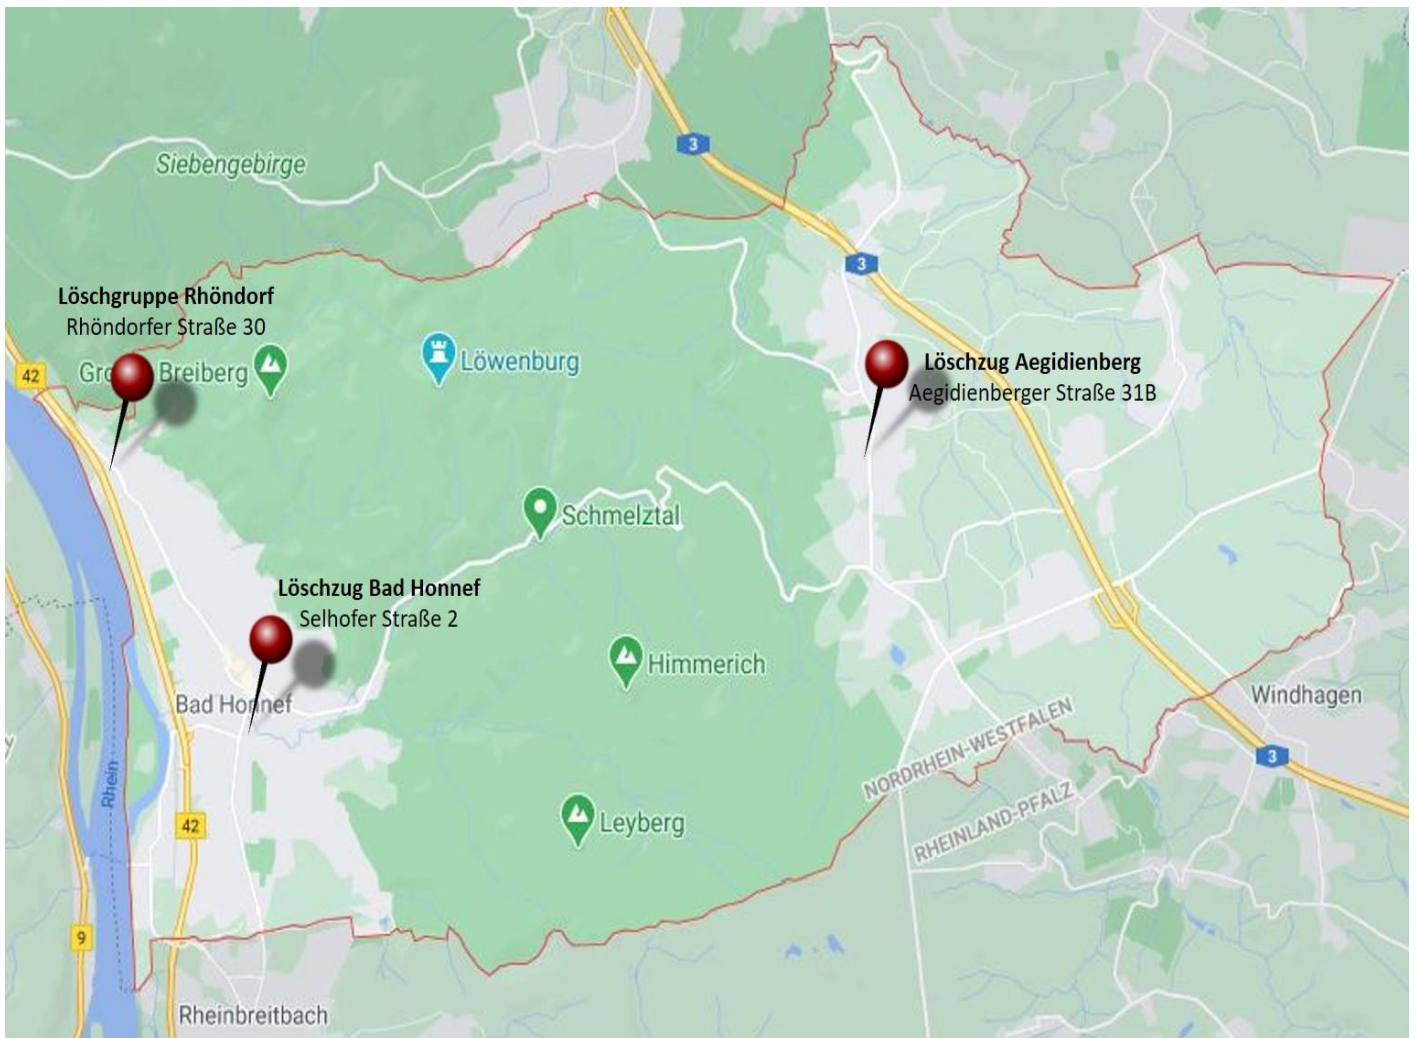 3
Siebengebirge
3
Löschgruppe Rhöndorf
Rhöndorfer Straße 30
42
Breiberg
Löwenburg
Löschzug Aegidienberg
Aegidienberger Straße 31B
Schmelztal
Löschzug Bad Honnef
Selhofer Straße 2
Himmerich
Bad Honnef
Windhagen
NORDRHEIN-WESTFALEN
RHEINLAND-PFALZ
3
Rhein
42
Leyberg
9
Rheinbreitbach